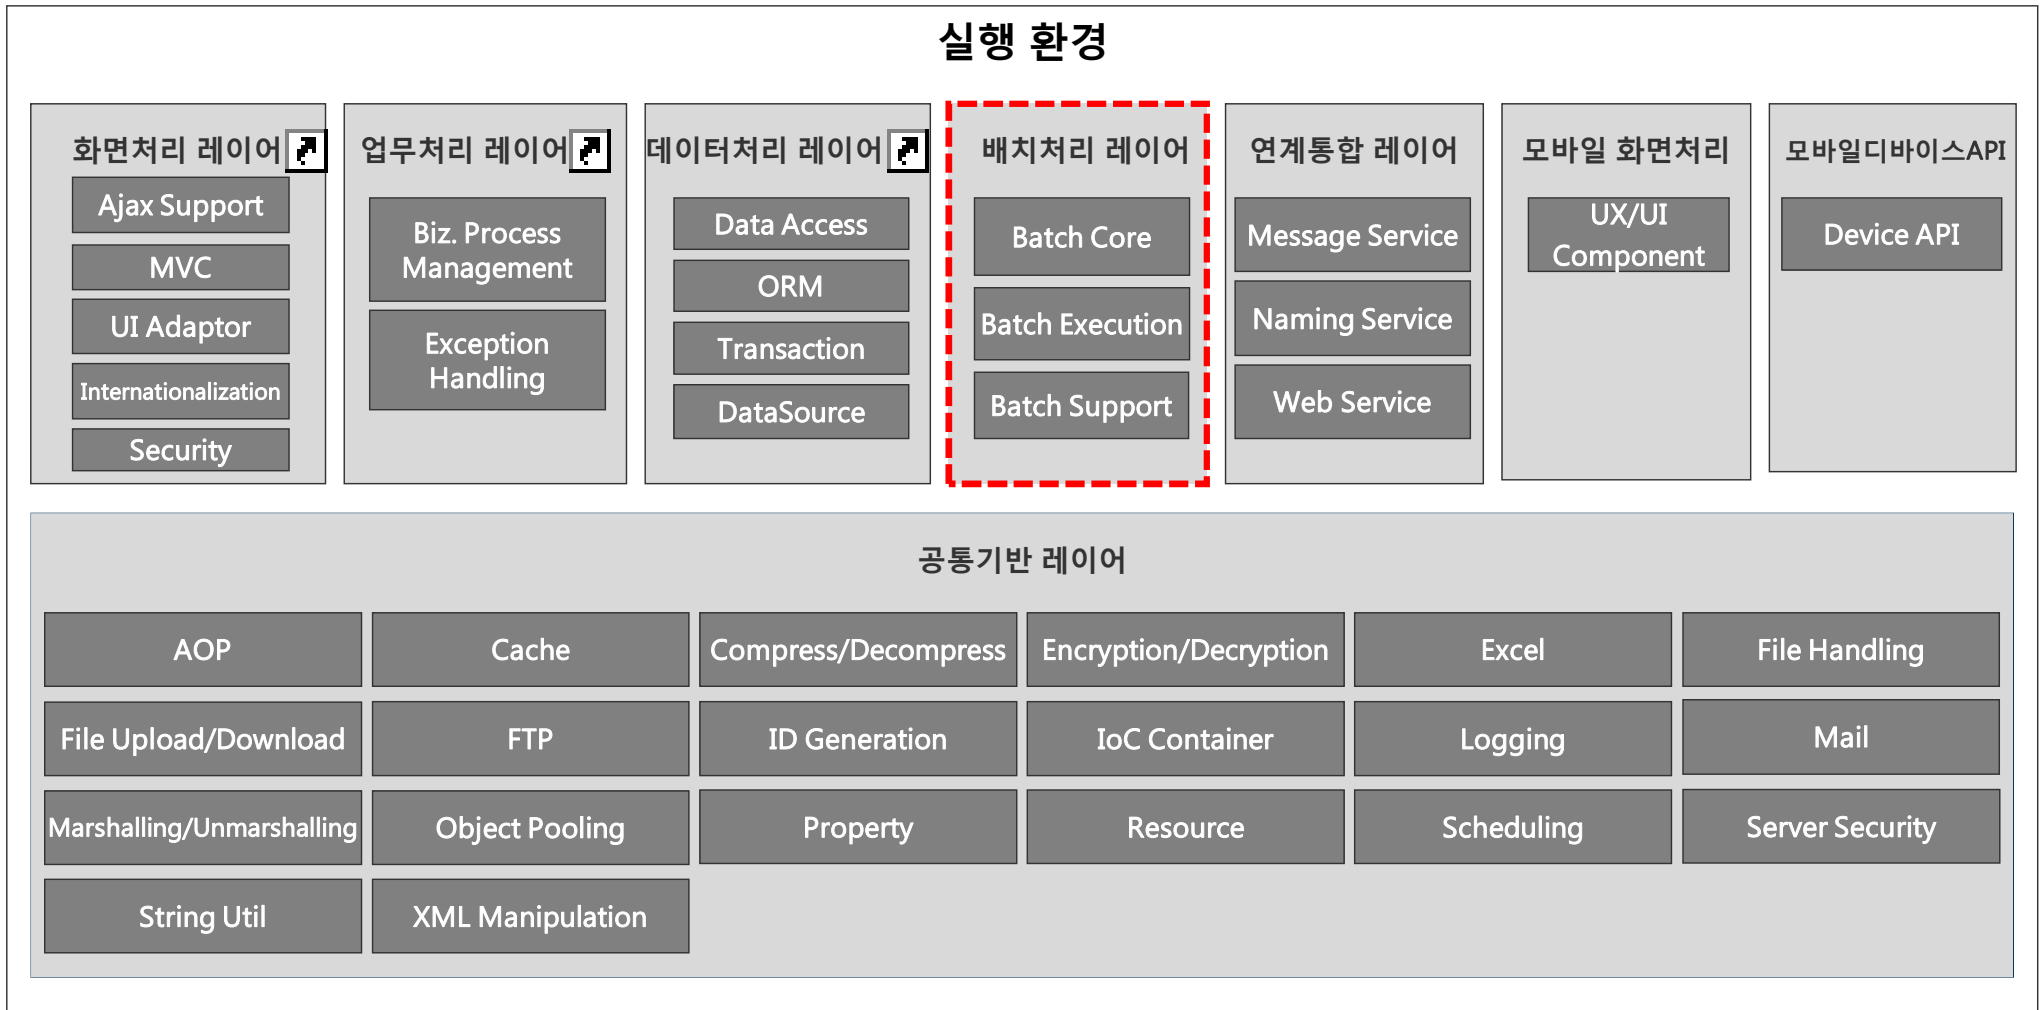 실행 환경
화면처리 레이어
Ajax Support
MVC
UI Adaptor
Internationalization
Security
업무처리 레이어
Biz. Process
Management
Exception
Handling
데이터처리 레이어
Data Access
ORM
Transaction
DataSource
배치처리 레이어
Batch Core
Batch Execution
Batch Support
연계통합 레이어
Message Service
Naming Service
Web Service
모바일 화면처리
UX/UI
Component
모바일디바이스API
Device API
공통기반 레이어
AOP
Cache
Compress/Decompress
Encryption/Decryption
Excel
File Handling
File Upload/Download
FTP
ID Generation
IoC Container
Logging
Mail
Marshalling/Unmarshalling
Object Pooling
Property
Resource
Scheduling
Server Security
String Util
XML Manipulation